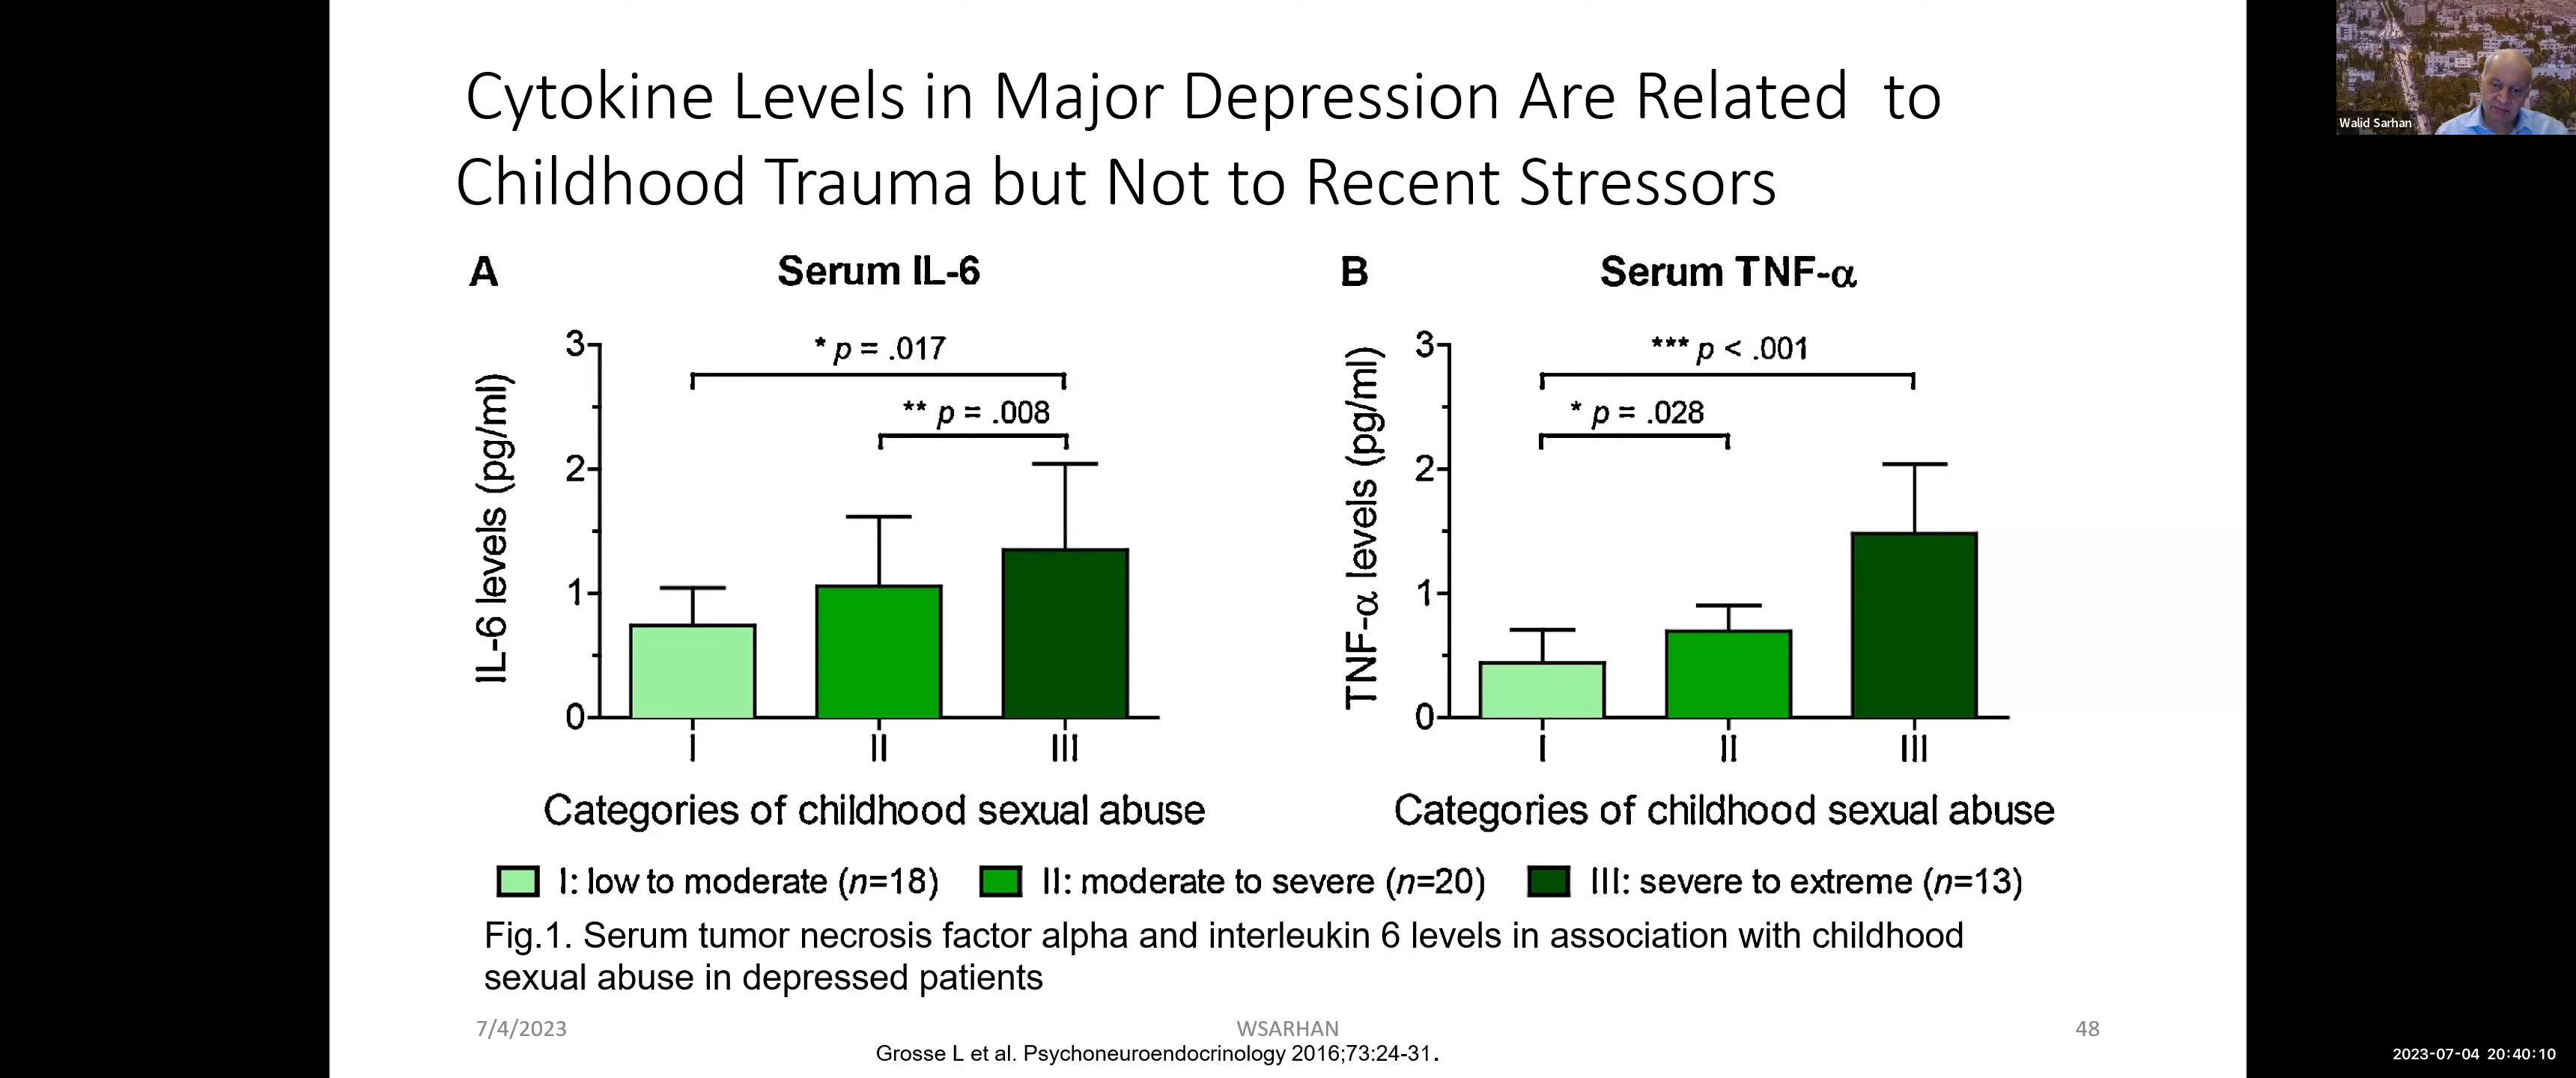 Cytokine Levels in Major Depression Are Related to
Childhood Trauma but Not to Recent Stressors
Walid Sarhan
A
Serum IL-6
IL-6 levels (pg/ml)
3
2
1
0
* p = .017
** p = .008
I
II
III
Categories of childhood sexual abuse
B
Serum TNF-α
TNF-α levels (pg/ml)
3
2
1
0
*** p < .001
* p = .028
I
II
III
Categories of childhood sexual abuse
I: low to moderate (n=18) II: moderate to severe (n=20) III: severe to extreme (n=13)
Fig.1. Serum tumor necrosis factor alpha and interleukin 6 levels in association with childhood
sexual abuse in depressed patients
7/4/2023 WSARHAN 48
Grosse L et al. Psychoneuroendocrinology 2016;73:24-31.
2023-07-04 20:40:10